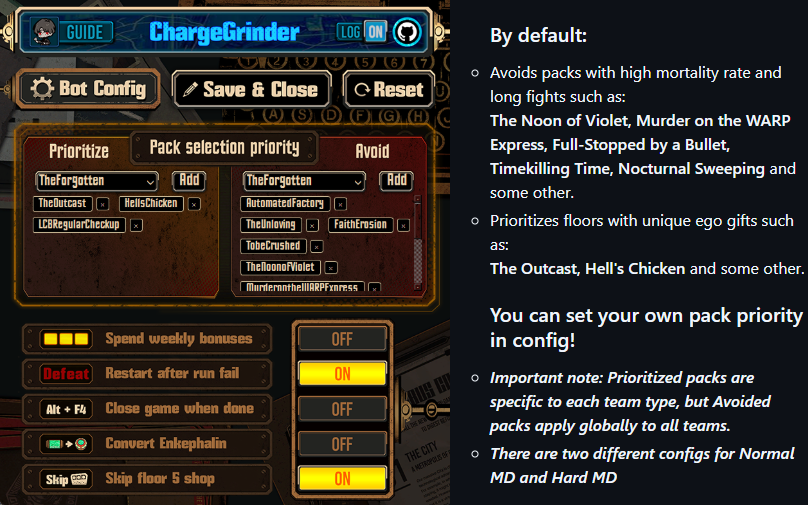 GUIDE
ChargeGrinder
LOG ON
Bot Config
Save & Close
Reset
Pack selection priority
Prioritize
Avoid
TheForgotten
Add
TheForgotten
Add
TheOutcast x
HellsChicken x
LCBRegularCheckup x
AutomatedFactory x
TheUnloving x
FaithErosion x
TobeCrushed x
TheNoonofViolet x
MurderontheWARPExpress x
Spend weekly bonuses
OFF
Defeat
Restart after run fail
ON
Alt + F4
Close game when done
OFF
Convert Enkephalin
OFF
Skip
Skip floor 5 shop
ON
THE CITY
By default:
Avoids packs with high mortality rate and
long fights such as:
The Noon of Violet, Murder on the WARP
Express, Full-Stopped by a Bullet,
Timekilling Time, Nocturnal Sweeping and
some other.
Prioritizes floors with unique ego gifts such
as:
The Outcast, Hell's Chicken and some other.
You can set your own pack priority
in config!
Important note: Prioritized packs are
specific to each team type, but Avoided
packs apply globally to all teams.
There are two different configs for Normal
MD and Hard MD